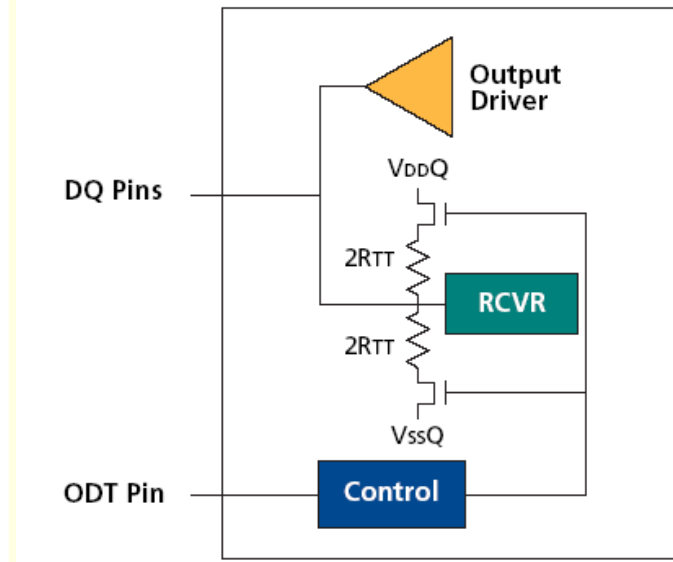 Output
Driver
VDDQ
DQ Pins
2RTT
RCVR
2RTT
VssQ
ODT Pin
Control